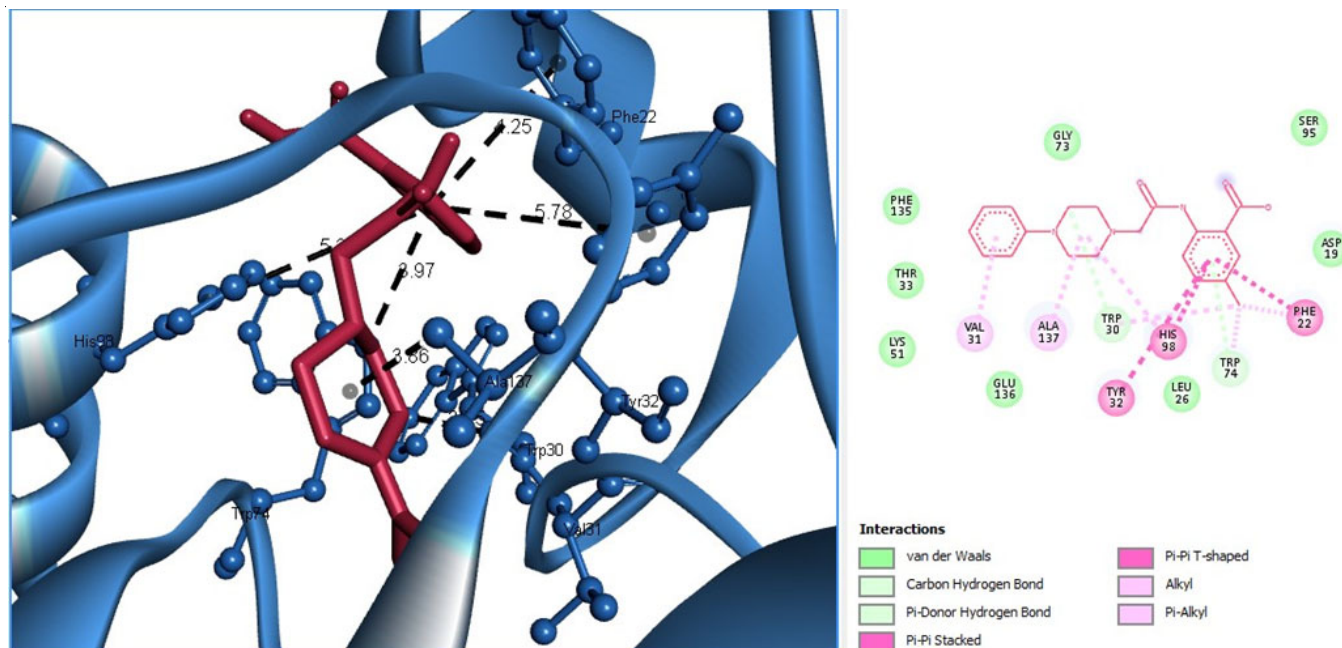 Phe22
4.25
5.78
3.97
His98
3.86
Ala137
Tyr32
Trp30
Trp74
Val31
GLY
73
SER
95
PHE
135
ASP
19
THR
33
N
N
O
N
O
O
LYS
51
VAL
31
ALA
137
TRP
30
HIS
98
PHE
22
GLU
136
TYR
32
LEU
26
TRP
74
Interactions
van der Waals
Carbon Hydrogen Bond
Pi-Donor Hydrogen Bond
Pi-Pi Stacked
Pi-Pi T-shaped
Alkyl
Pi-Alkyl